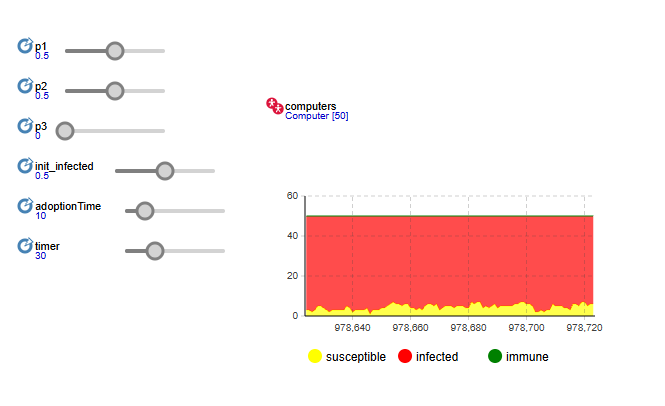 p1
0.5
p2
0.5
p3
0
init_infected
0.5
adoptionTime
10
timer
30
computers
Computer [50]
60
40
20
0
978,640 978,660 978,680 978,700 978,720
susceptible infected immune